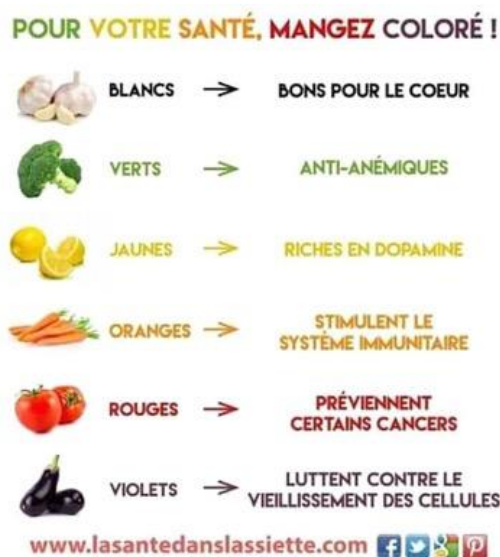 POUR VOTRE SANTÉ, MANGEZ COLORÉ !
BLANCS → BONS POUR LE COEUR
VERTS → ANTI-ANÉMIQUES
JAUNES → RICHES EN DOPAMINE
ORANGES → STIMULENT LE
SYSTÈME IMMUNITAIRE
ROUGES → PRÉVIENNENT
CERTAINS CANCERS
VIOLETS → LUTTENT CONTRE LE
VIEILLISSEMENT DES CELLULES
www.lasantedanslassiette.com